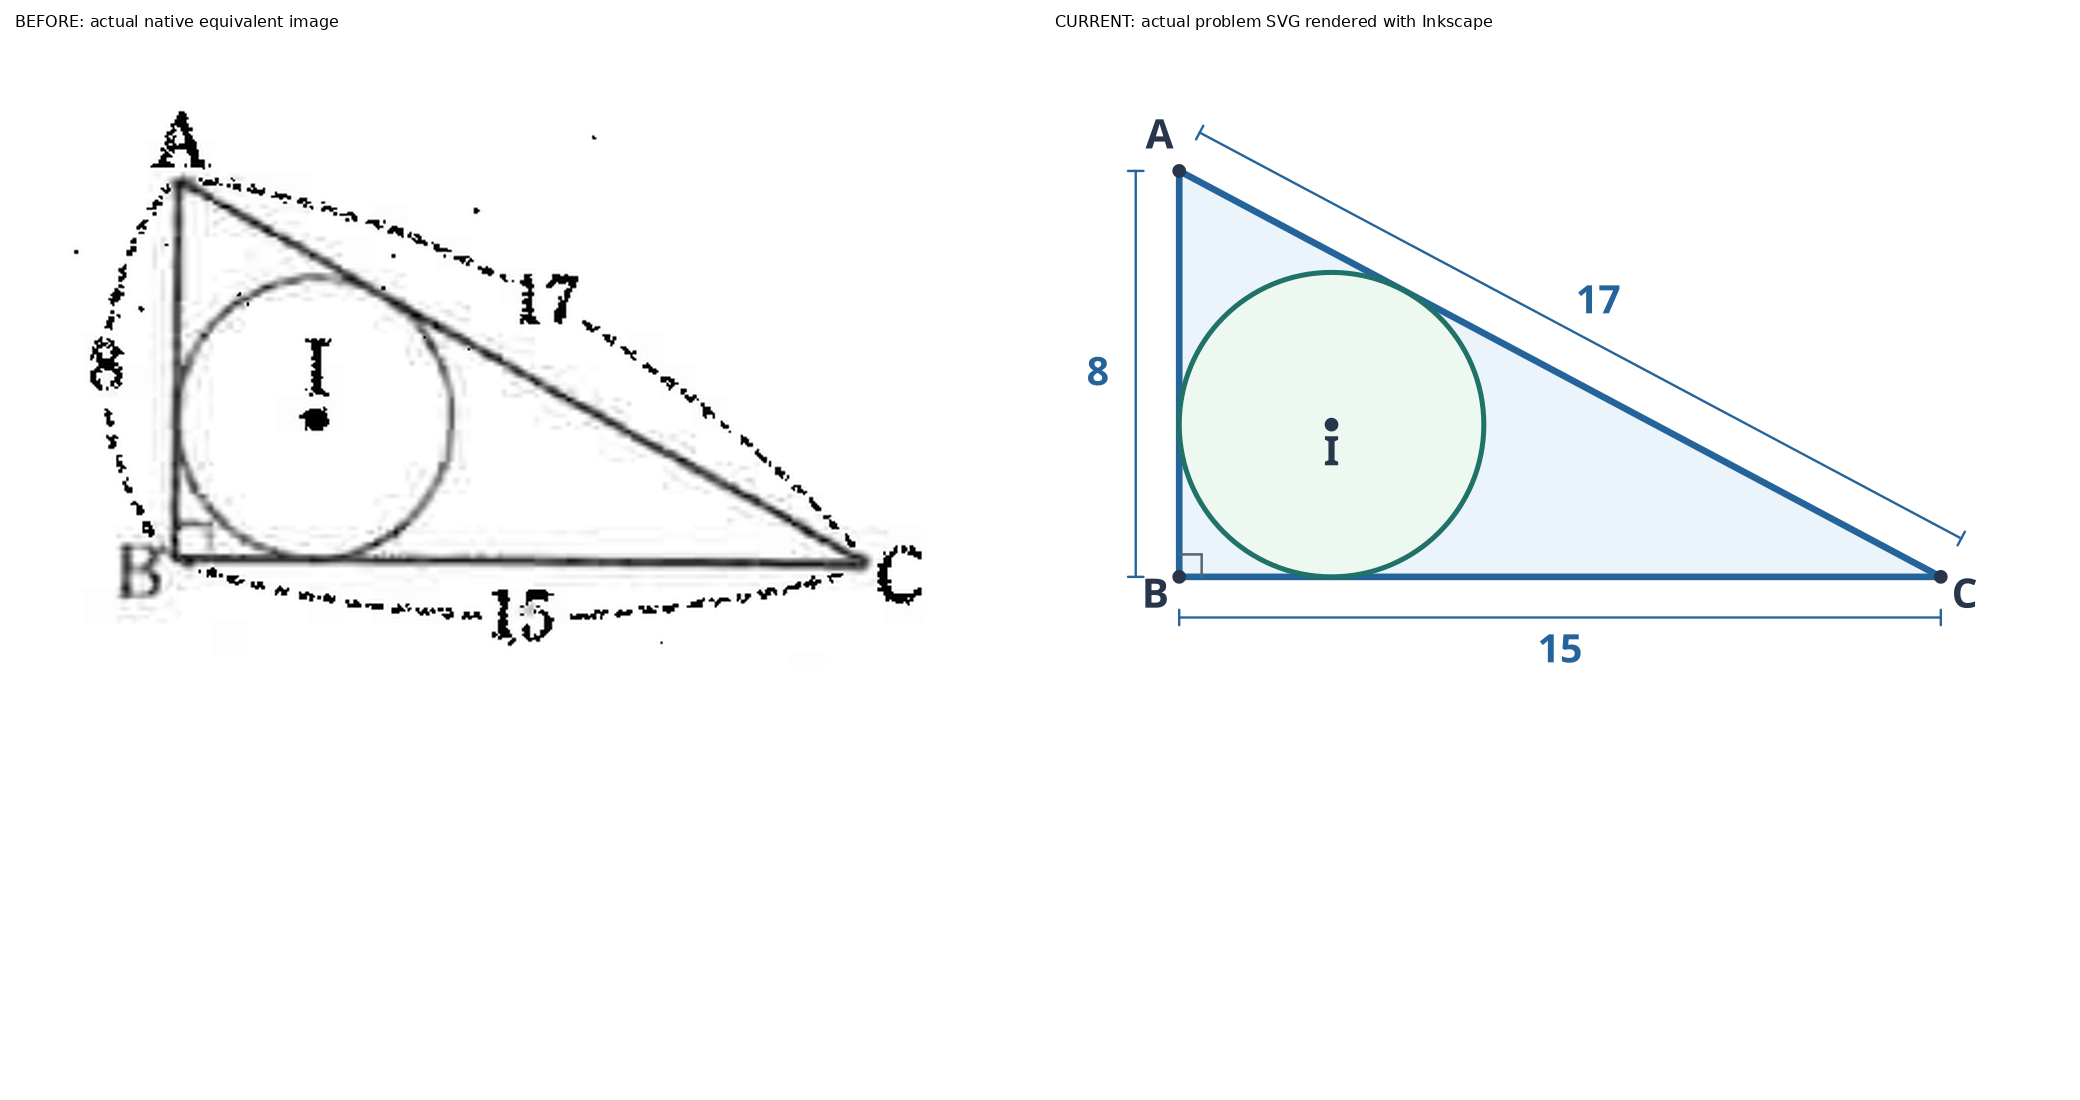 BEFORE: actual native equivalent image
A
17
I
8
B
C
15
CURRENT: actual problem SVG rendered with Inkscape
A
17
8
I
B
C
15